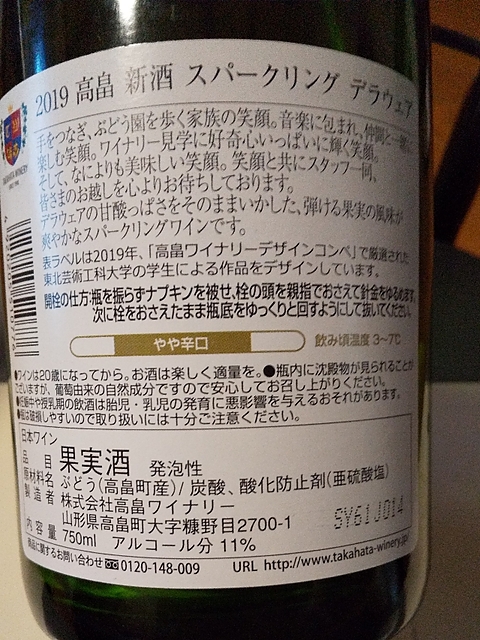 2019 高畠 新酒 スパークリング デラウェア
手をつなぎ、ぶどう園を歩く家族の笑顔。音楽に包まれ、仲間と一緒に
楽しむ笑顔。ワイナリー見学に好奇心いっぱいに輝く笑顔。
そして、なによりも美味しい笑顔。笑顔と共にスタッフ一同、
皆さまのお越しを心よりお待ちしております。
デラウェアの甘酸っぱさをそのままいかした、弾ける果実の風味が
爽やかなスパークリングワインです。
表ラベルは2019年、「高畠ワイナリーデザインコンペ」で厳選された
東北芸術工科大学の学生による作品をデザインしています。
開栓の仕方:瓶を振らずナプキンを被せ、栓の頭を親指でおさえて針金をゆるめます。
次に栓をおさえたまま瓶底をゆっくりと回すようにして抜いてください。
やや辛口 飲み頃温度 3~7℃
●ワインは20歳になってから。お酒は楽しく適量を。●瓶内に沈殿物が見られることが
ございますが、葡萄由来の自然成分ですので安心してお召し上がりください。
●妊娠中や授乳期の飲酒は胎児・乳児の発育に悪影響を与えるおそれがあります。
●瓶は破損しやすいので取り扱いには十分ご注意ください。
日本ワイン
品目 果実酒 発泡性
原材料名 ぶどう(高畠町産)/ 炭酸、酸化防止剤(亜硫酸塩)
製造者 株式会社高畠ワイナリー
山形県高畠町大字糠野目2700-1
内容量 750ml アルコール分 11%
SY61J014
商品に関するお問い合わせ 0120-148-009 URL http://www.takahata-winery.jp/